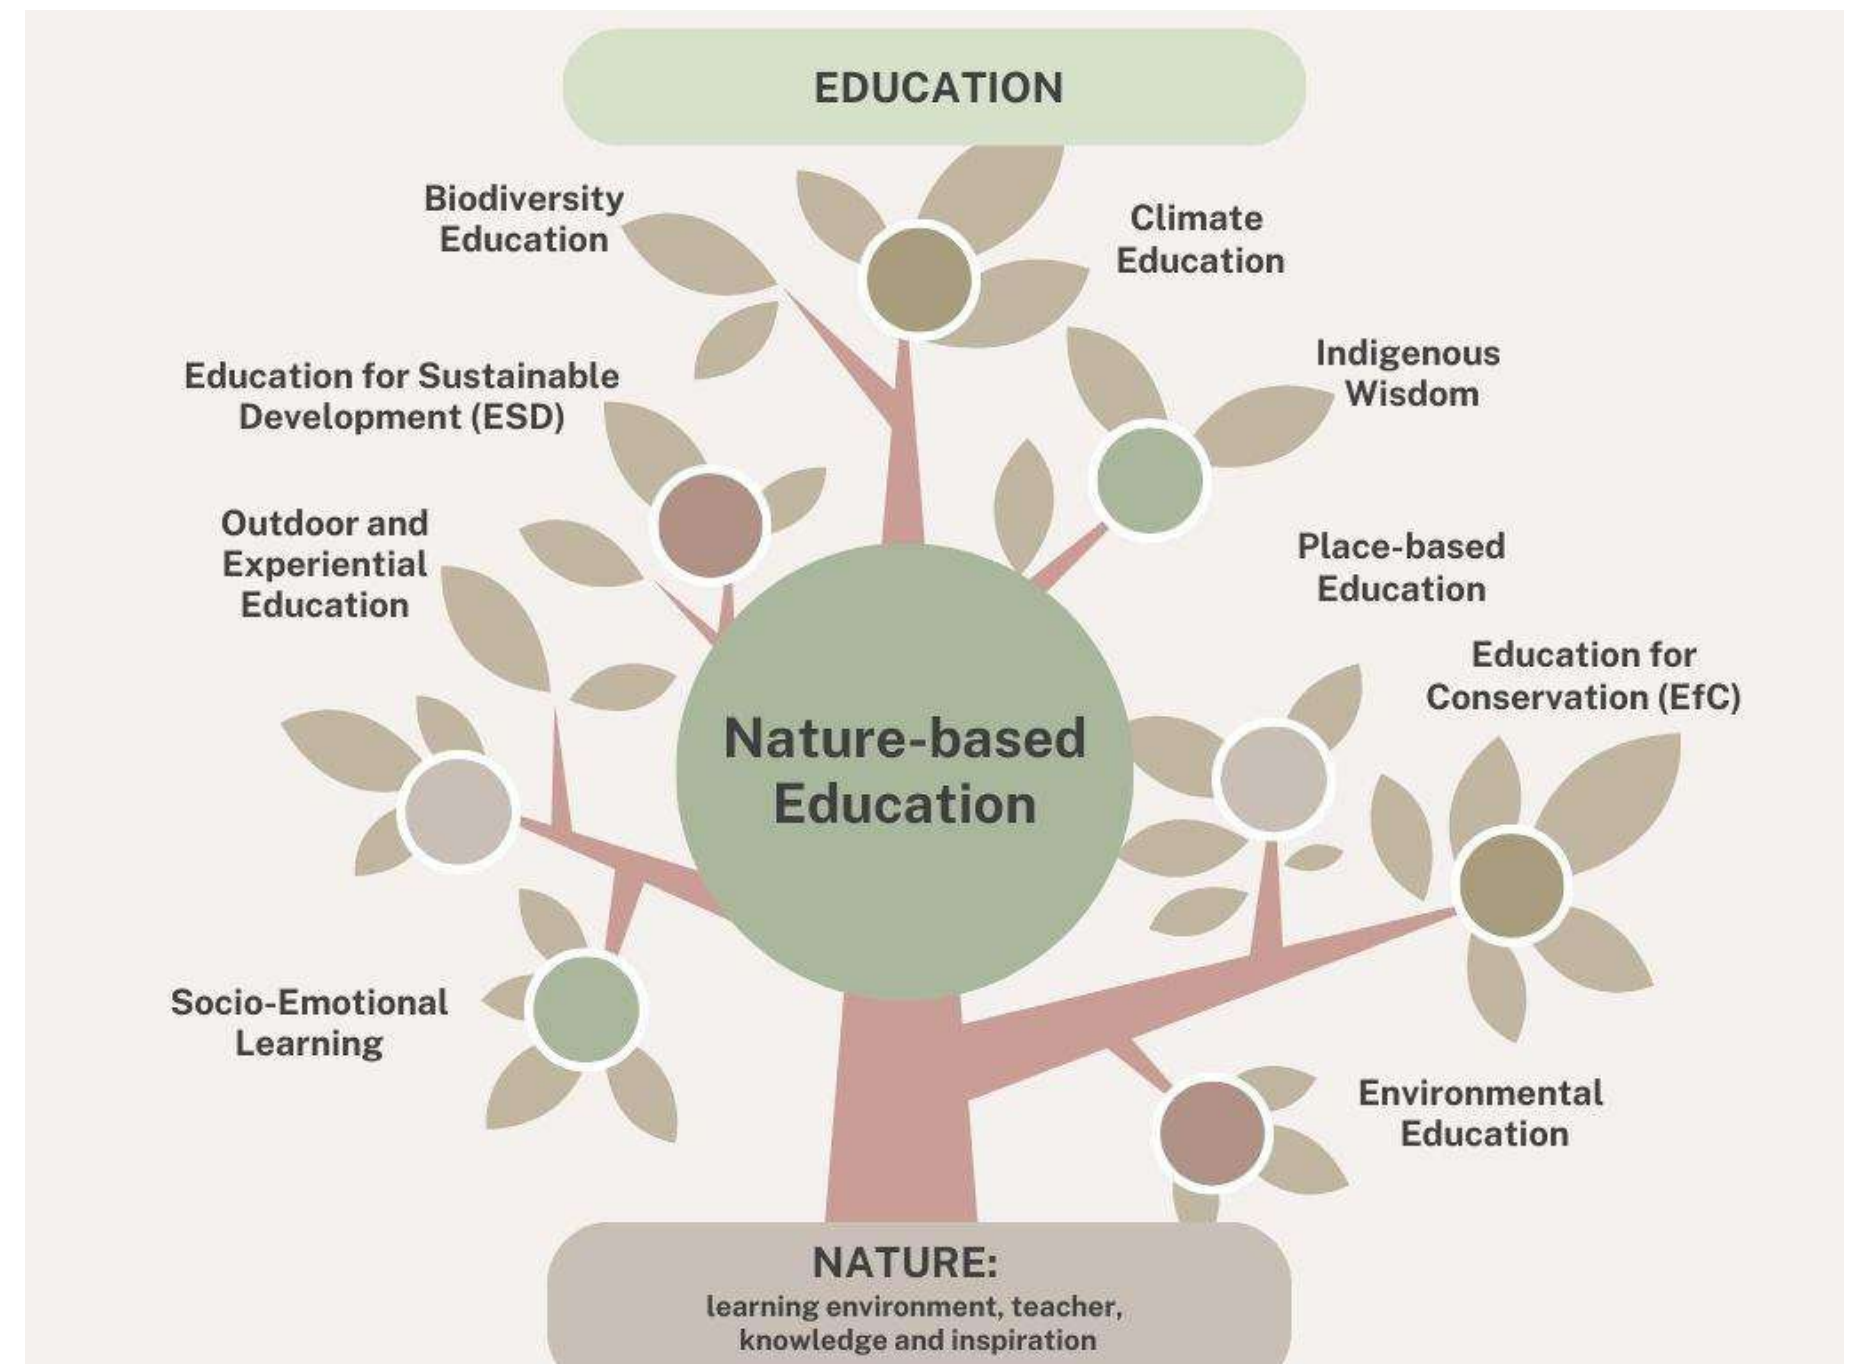 EDUCATION
Biodiversity
Education
Climate
Education
Indigenous
Wisdom
Education for Sustainable
Development (ESD)
Outdoor and
Experiential
Education
Place-based
Education
Education for
Conservation (EfC)
Nature-based
Education
Socio-Emotional
Learning
Environmental
Education
NATURE:
learning environment, teacher,
knowledge and inspiration